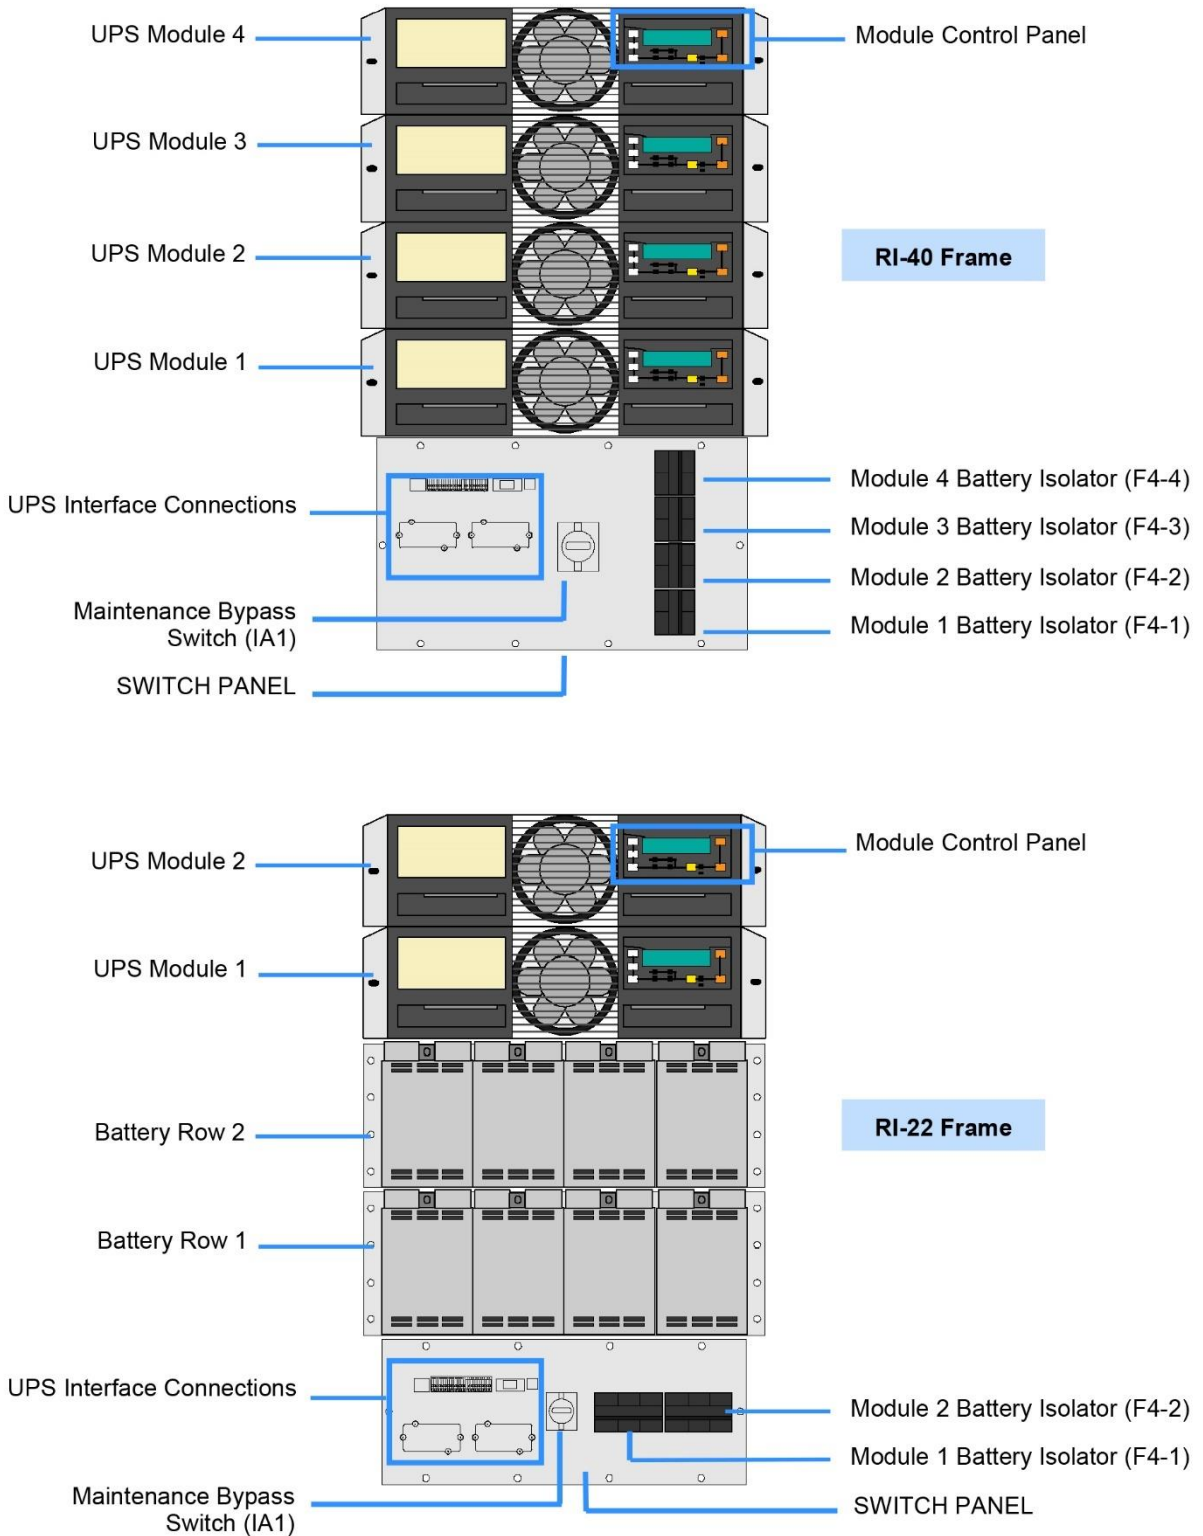 UPS Module 4
Module Control Panel
UPS Module 3
UPS Module 2
RI-40 Frame
UPS Module 1
Module 4 Battery Isolator (F4-4)
UPS Interface Connections
Module 3 Battery Isolator (F4-3)
Module 2 Battery Isolator (F4-2)
Maintenance Bypass
Switch (IA1)
Module 1 Battery Isolator (F4-1)
SWITCH PANEL
UPS Module 2
Module Control Panel
UPS Module 1
Battery Row 2
RI-22 Frame
Battery Row 1
UPS Interface Connections
Module 2 Battery Isolator (F4-2)
Module 1 Battery Isolator (F4-1)
Maintenance Bypass
Switch (IA1)
SWITCH PANEL